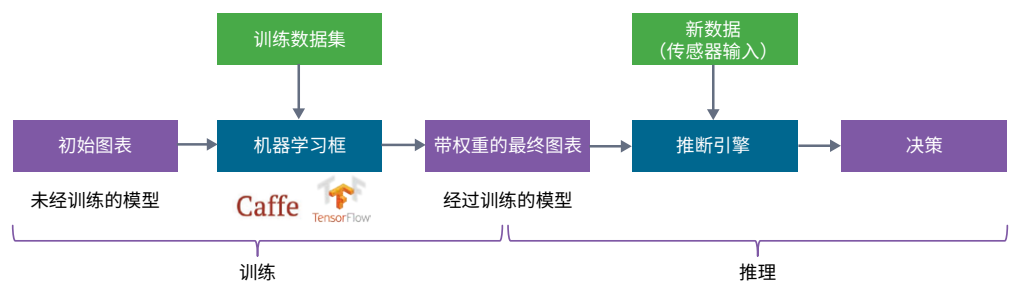 训练数据集
新数据
（传感器输入）
初始图表
机器学习框
带权重的最终图表
推断引擎
决策
未经训练的模型
Caffe
TensorFlow
经过训练的模型
训练
推理